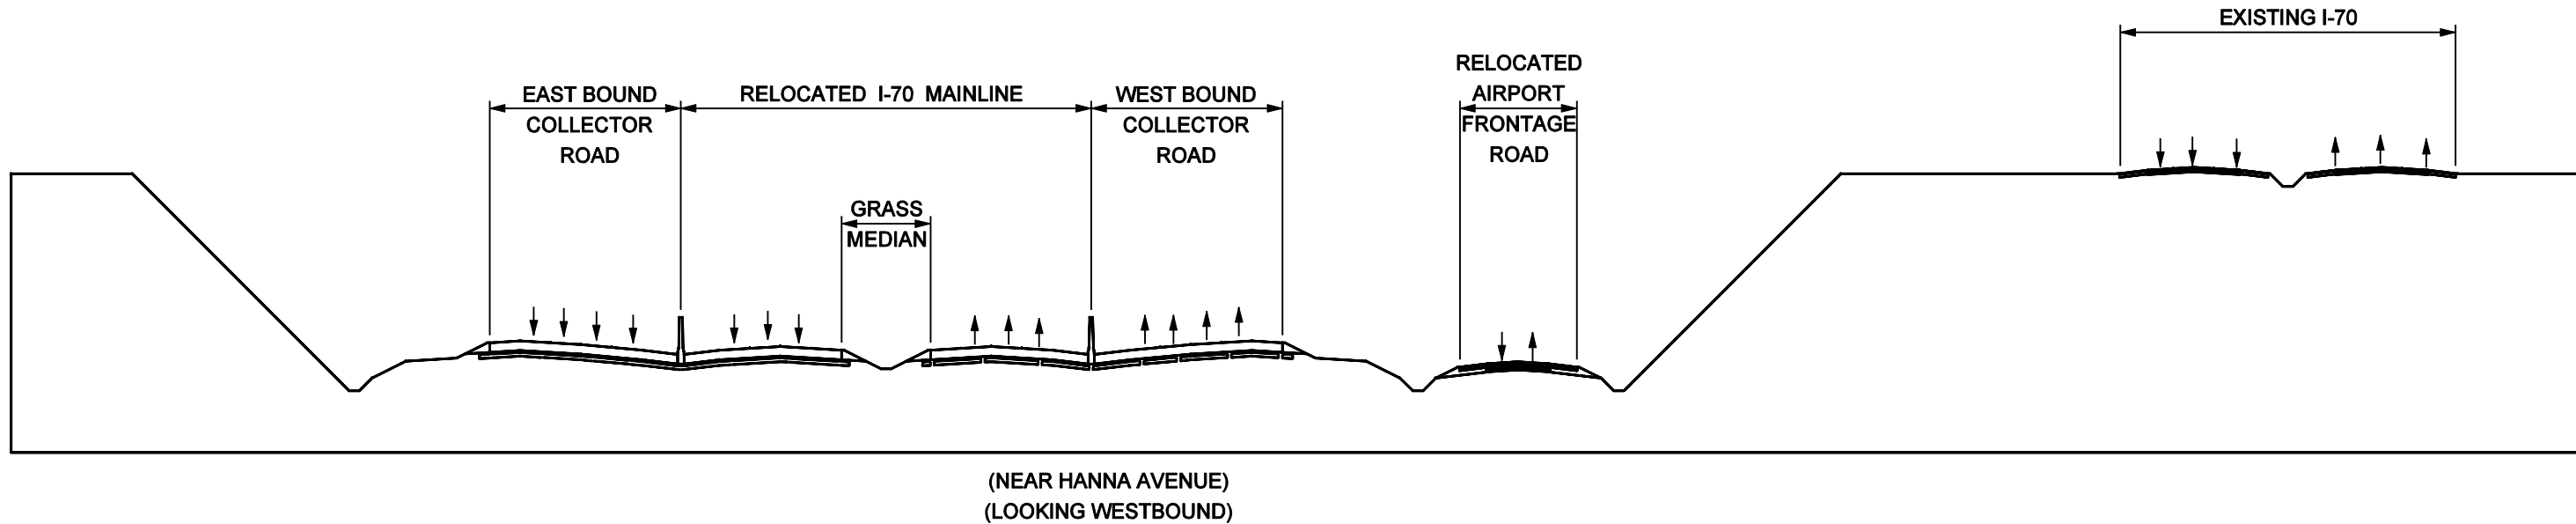 EXISTING I-70
RELOCATED
AIRPORT
FRONTAGE
ROAD
EAST BOUND
COLLECTOR
ROAD
RELOCATED I-70 MAINLINE
WEST BOUND
COLLECTOR
ROAD
GRASS
MEDIAN
(NEAR HANNA AVENUE)
(LOOKING WESTBOUND)